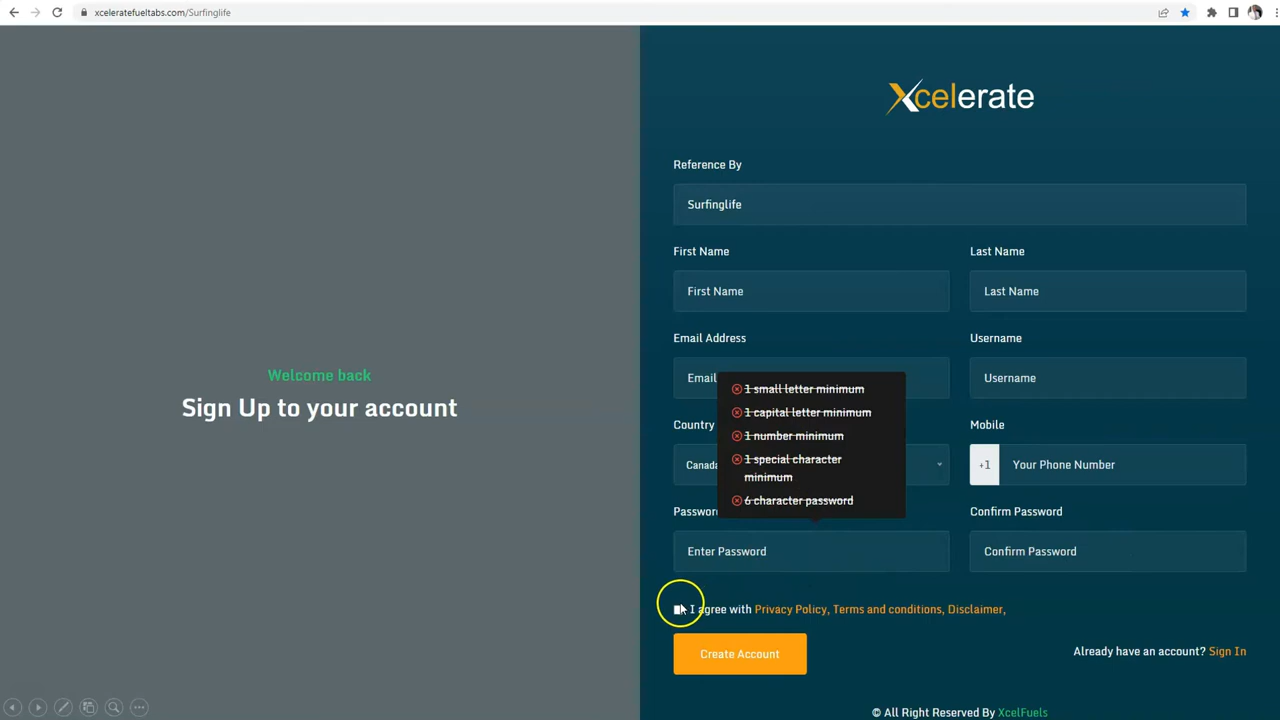 xceleratefueltabs.com/Surfinglife
Xcelerate
Reference By
Surfinglife
First Name
Last Name
First Name
Last Name
Email Address
Username
Email
Username
1 small letter minimum
1 capital letter minimum
1 number minimum
1 special character
minimum
6 character password
Country
Mobile
Canada
+1
Your Phone Number
Password
Confirm Password
Enter Password
Confirm Password
I agree with Privacy Policy, Terms and conditions, Disclaimer,
Create Account
Already have an account? Sign In
© All Right Reserved By XcelFuels
Welcome back
Sign Up to your account